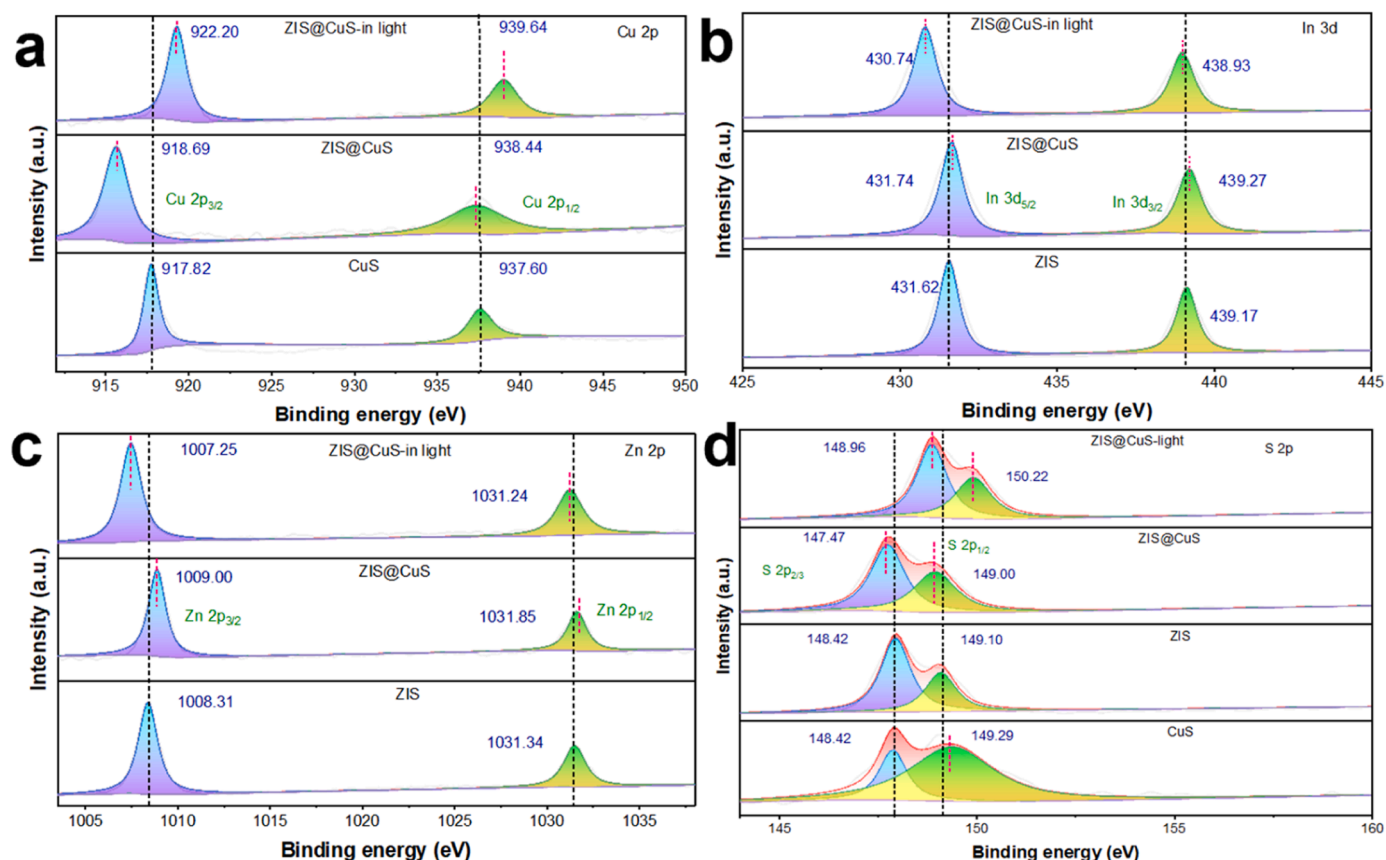 a
ZIS@CuS-in light
Cu 2p
922.20
939.64
ZIS@CuS
918.69
938.44
Cu 2p3/2
Cu 2p1/2
CuS
917.82
937.60
Intensity (a.u.)
915 920 925 930 935 940 945 950
Binding energy (eV)
b
ZIS@CuS-in light
In 3d
430.74
438.93
ZIS@CuS
431.74
439.27
In 3d5/2
In 3d3/2
ZIS
431.62
439.17
Intensity (a.u.)
425 430 435 440 445
Binding energy (eV)
c
1007.25
ZIS@CuS-in light
Zn 2p
1031.24
ZIS@CuS
1009.00
1031.85
Zn 2p3/2
Zn 2p1/2
ZIS
1008.31
1031.34
Intensity (a.u.)
1005 1010 1015 1020 1025 1030 1035
Binding energy (eV)
d
ZIS@CuS-light
S 2p
148.96
150.22
147.47
ZIS@CuS
S 2p1/2
S 2p2/3
149.00
ZIS
148.42
149.10
CuS
148.42
149.29
Intensity (a.u.)
145 150 155 160
Binding energy (eV)